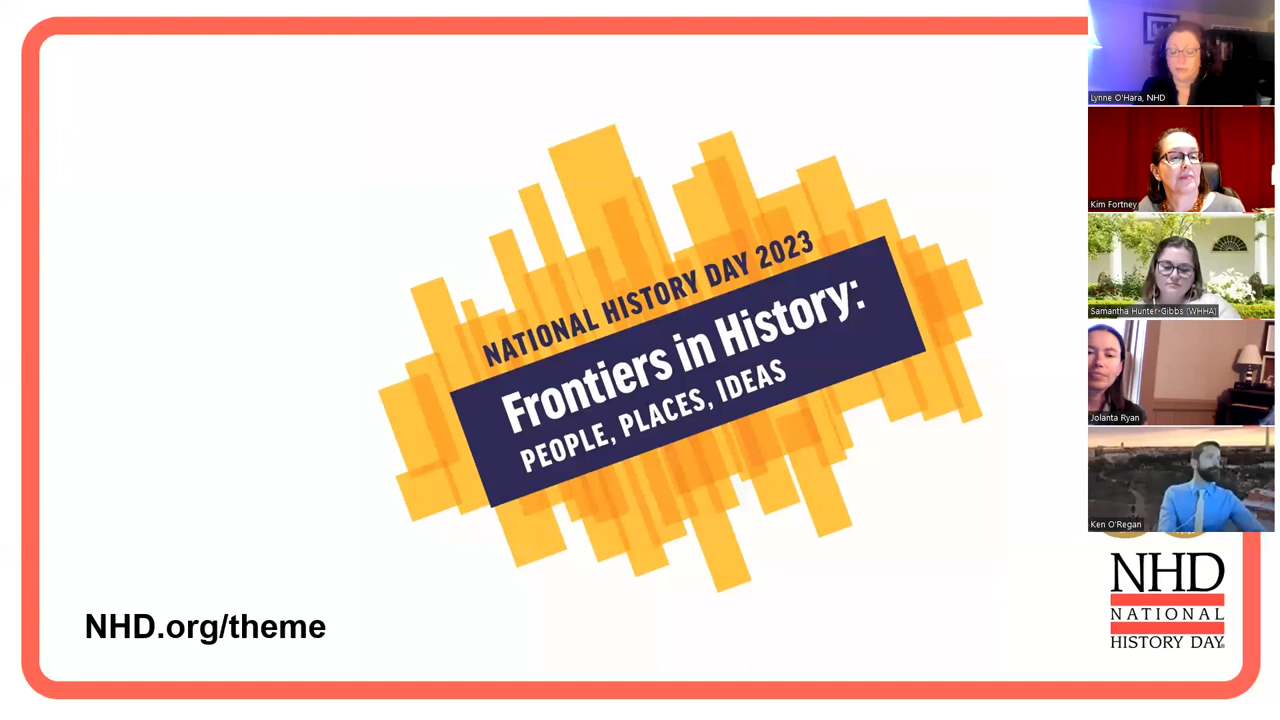 NATIONAL HISTORY DAY 2023
Frontiers in History:
PEOPLE, PLACES, IDEAS
NHD.org/theme
Lynne O'Hara, NHD
Kim Fortney
Samantha Hunter-Gibbs (WHHA)
Jolanta Ryan
Ken O'Regan
NHD
NATIONAL
HISTORY DAY®